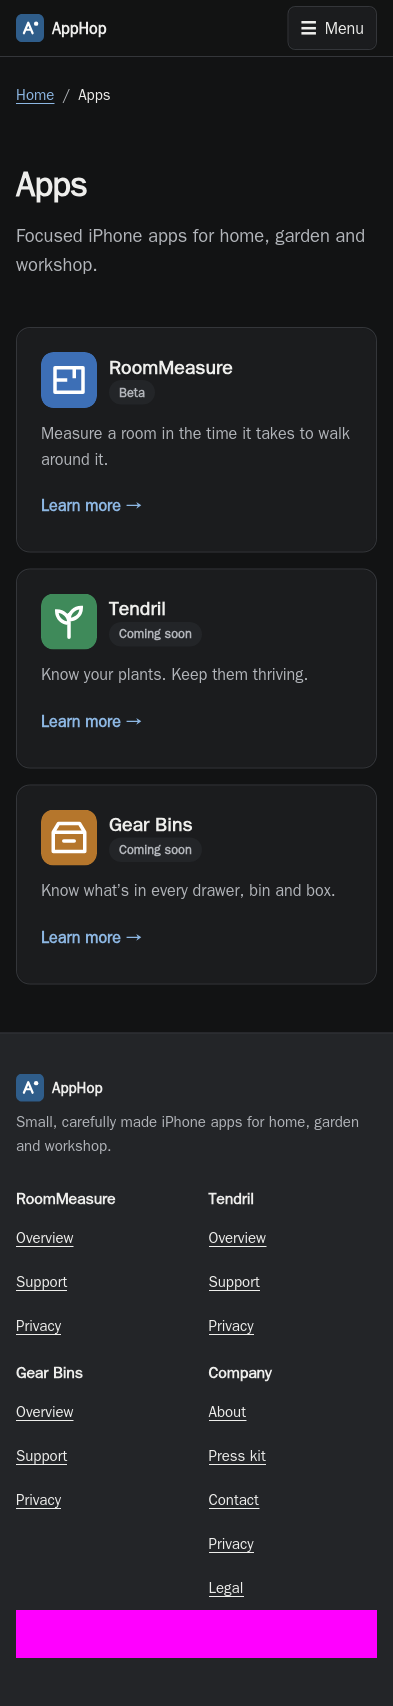 AppHop
☰ Menu
Home / Apps
Apps
Focused iPhone apps for home, garden and
workshop.
RoomMeasure
Beta
Measure a room in the time it takes to walk
around it.
Learn more →
Tendril
Coming soon
Know your plants. Keep them thriving.
Learn more →
Gear Bins
Coming soon
Know what's in every drawer, bin and box.
Learn more →
AppHop
Small, carefully made iPhone apps for home, garden
and workshop.
RoomMeasure
Overview
Support
Privacy
Tendril
Overview
Support
Privacy
Gear Bins
Overview
Support
Privacy
Company
About
Press kit
Contact
Privacy
Legal